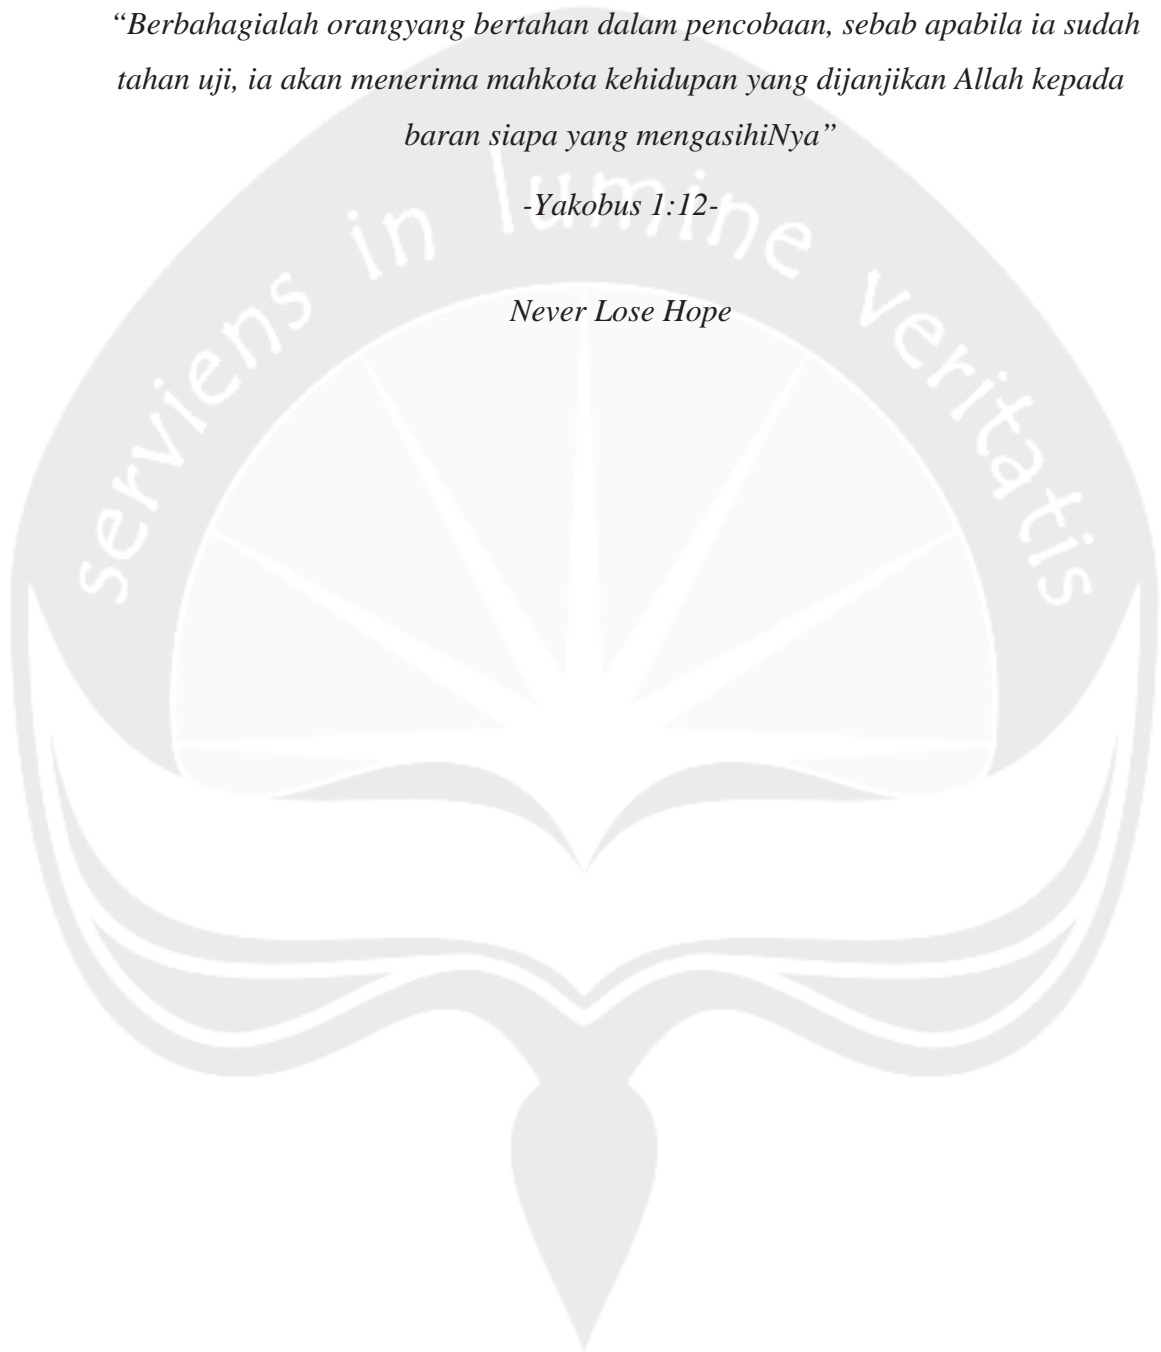 “Berbahagialah orangyang bertahan dalam pencobaan, sebab apabila ia sudah
tahan uji, ia akan menerima mahkota kehidupan yang dijanjikan Allah kepada
baran siapa yang mengasihiNya”
-Yakobus 1:12-
Never Lose Hope
serviens in lumine veritatis